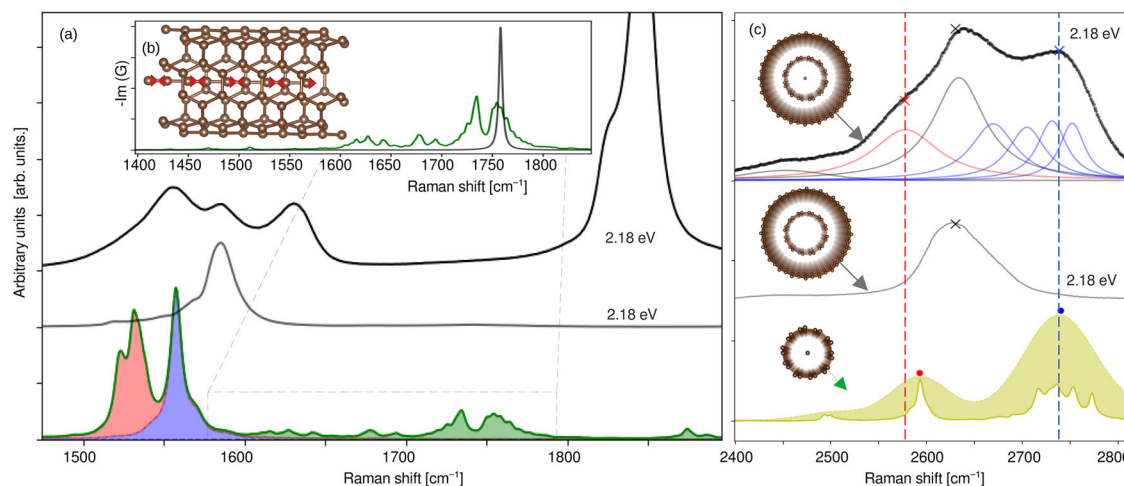 (a)
(b)
-Im (G)
1400 1450 1500 1550 1600 1650 1700 1750 1800
Raman shift [cm⁻¹]
Arbitrary units [arb. units.]
2.18 eV
2.18 eV
1500 1600 1700 1800
Raman shift [cm⁻¹]
(c)
2.18 eV
2.18 eV
2400 2500 2600 2700 2800
Raman shift [cm⁻¹]